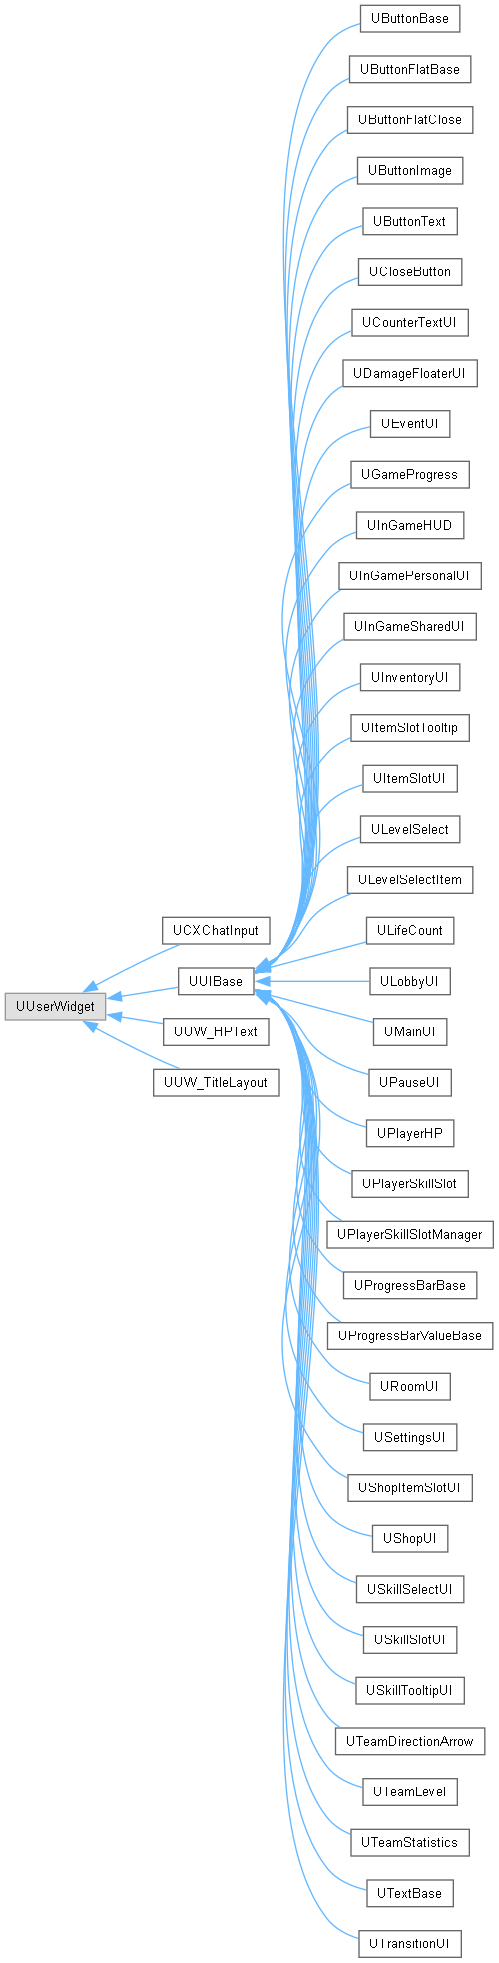 UButtonBase
UButtonFlatBase
UButtonFlatClose
UButtonImage
UButtonText
UCloseButton
UCounterTextUI
UDamageFloaterUI
UEventUI
UGameProgress
UInGameHUD
UInGamePersonalUI
UInGameSharedUI
UInventoryUI
UItemSlotTooltip
UItemSlotUI
ULevelSelect
ULevelSelectItem
ULifeCount
UCXChatInput
UUIBase
ULobbyUI
UUserWidget
UUW_HPText
UMainUI
UUW_TitleLayout
UPauseUI
UPlayerHP
UPlayerSkillSlot
UPlayerSkillSlotManager
UProgressBarBase
UProgressBarValueBase
URoomUI
USettingsUI
UShopItemSlotUI
UShopUI
USkillSelectUI
USkillSlotUI
USkillTooltipUI
UTeamDirectionArrow
UTeamLevel
UTeamStatistics
UTextBase
UTransitionUI